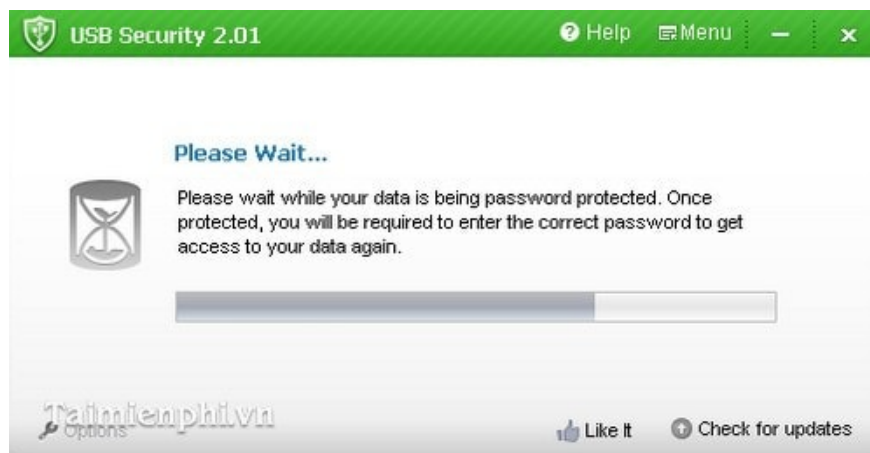 USB Security 2.01 Help Menu
Please Wait...
Please wait while your data is being password protected. Once
protected, you will be required to enter the correct password to get
access to your data again.
Taimienphi.vn
Options Like It Check for updates